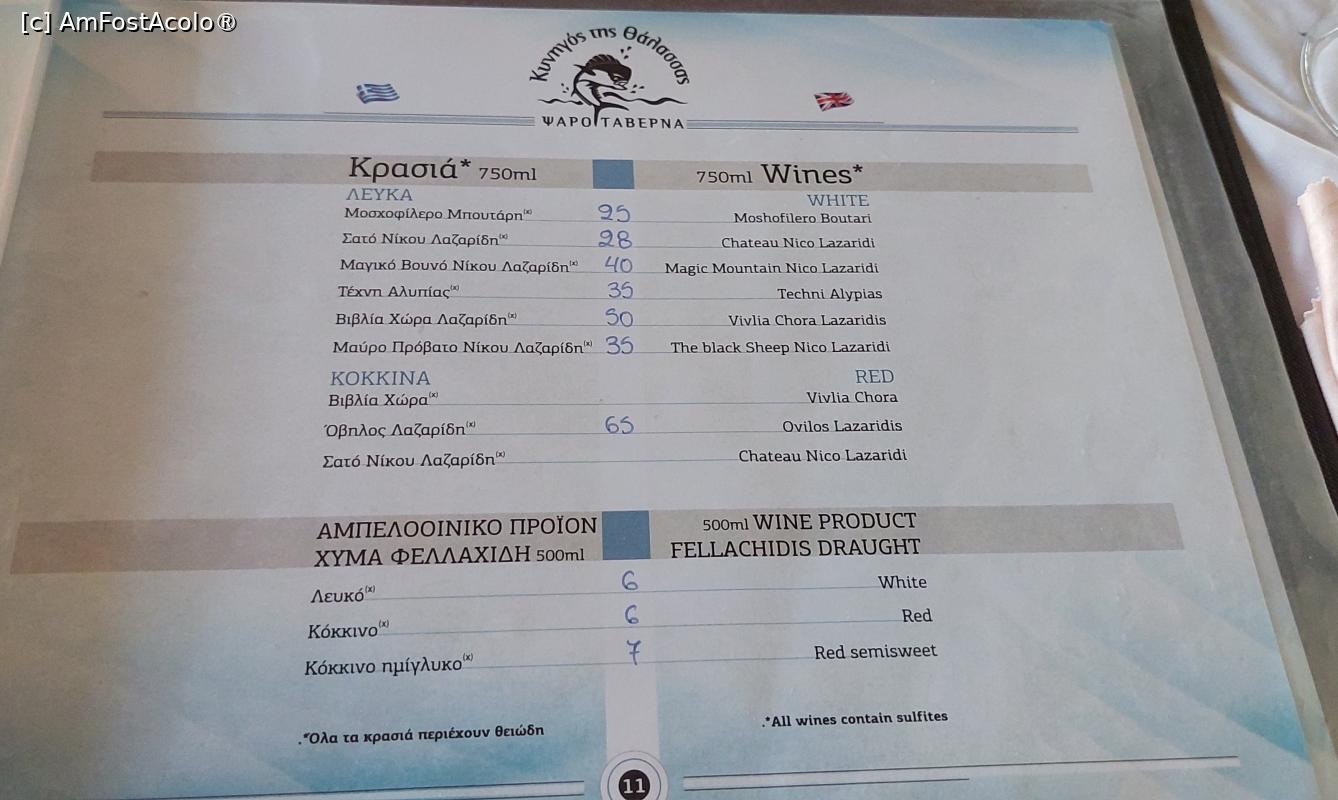 [c] AmFostAcolo®
Κυνηγός της Θάλασσας
ΨΑΡΟΤΑΒΕΡΝΑ
Κρασιά* 750ml 750ml Wines*
ΛΕΥΚΑ WHITE
Μοσχοφίλερο Μπουτάρη(x) 25 Moshofilero Boutari
Σατό Νίκου Λαζαρίδη(x) 28 Chateau Nico Lazaridi
Μαγικό Βουνό Νίκου Λαζαρίδη(x) 40 Magic Mountain Nico Lazaridi
Τέχνη Αλυπίας(x) 35 Techni Alypias
Βιβλία Χώρα Λαζαρίδη(x) 50 Vivlia Chora Lazaridis
Μαύρο Πρόβατο Νίκου Λαζαρίδη(x) 35 The black Sheep Nico Lazaridi
ΚΟΚΚΙΝΑ RED
Βιβλία Χώρα(x) Vivlia Chora
Όβηλος Λαζαρίδη(x) 65 Ovilos Lazaridis
Σατό Νίκου Λαζαρίδη(x) Chateau Nico Lazaridi
ΑΜΠΕΛΟΟΙΝΙΚΟ ΠΡΟΪΟΝ 500ml WINE PRODUCT
ΧΥΜΑ ΦΕΛΛΑΧΙΔΗ 500ml FELLACHIDIS DRAUGHT
Λευκό(x) 6 White
Κόκκινο(x) 6 Red
Κόκκινο ημίγλυκο(x) 7 Red semisweet
.*Όλα τα κρασιά περιέχουν θειώδη .*All wines contain sulfites
11